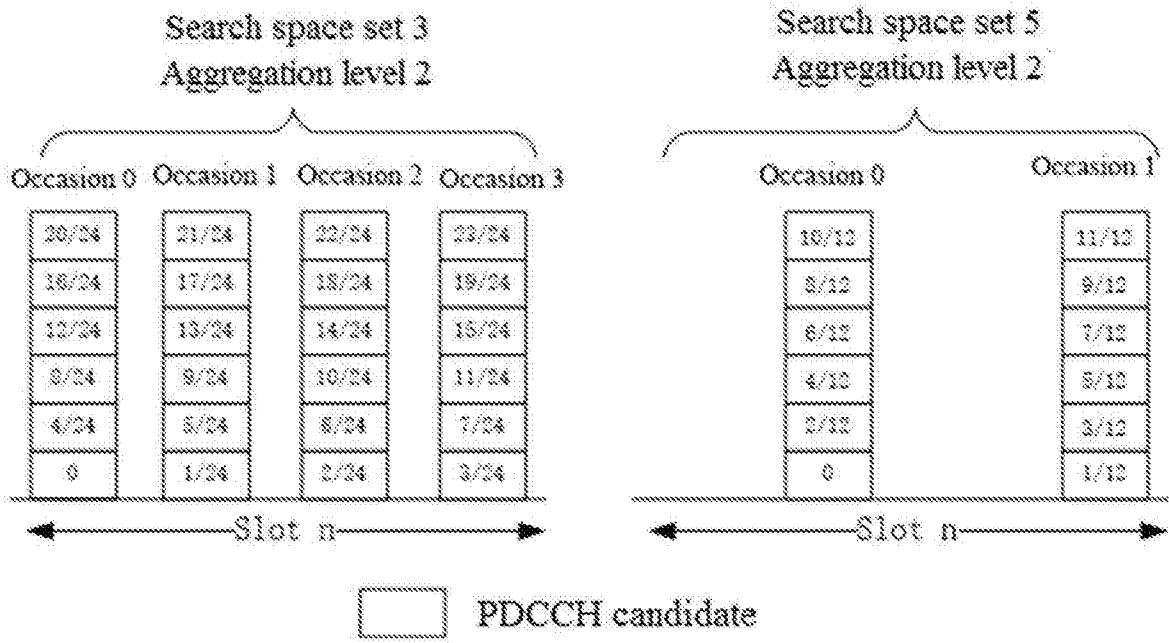 Search space set 3
Aggregation level 2
Search space set 5
Aggregation level 2
Occasion 0 Occasion 1 Occasion 2 Occasion 3
Occasion 0 Occasion 1
20/24 21/24 22/24 23/24 10/12 11/12
16/24 17/24 18/24 19/24 8/12 9/12
12/24 13/24 14/24 15/24 6/12 7/12
8/24 9/24 10/24 11/24 4/12 5/12
4/24 5/24 6/24 7/24 2/12 3/12
0 1/24 2/24 3/24 0 1/12
Slot n Slot n
PDCCH candidate